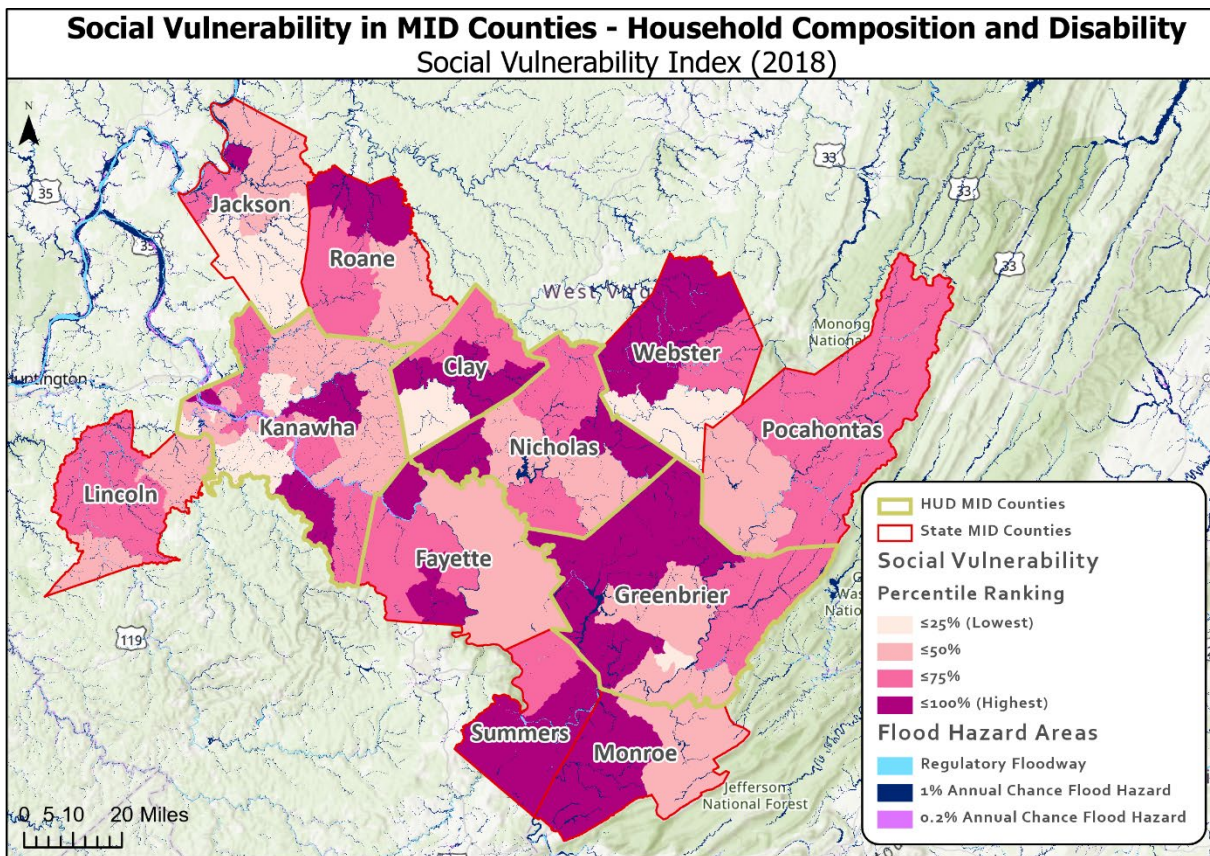 Social Vulnerability in MID Counties - Household Composition and Disability
Social Vulnerability Index (2018)
N
33
35
33
Jackson
35
33
Roane
West Vir
Monong
National
Webster
Huntington
Clay
Kanawha
Nicholas
Pocahontas
Lincoln
Fayette
Greenbrier
119
Summers
Monroe
Jefferson
National Forest
HUD MID Counties
State MID Counties
Social Vulnerability
Percentile Ranking
≤25% (Lowest)
≤50%
≤75%
≤100% (Highest)
Flood Hazard Areas
Regulatory Floodway
1% Annual Chance Flood Hazard
0.2% Annual Chance Flood Hazard
0 5 10 20 Miles